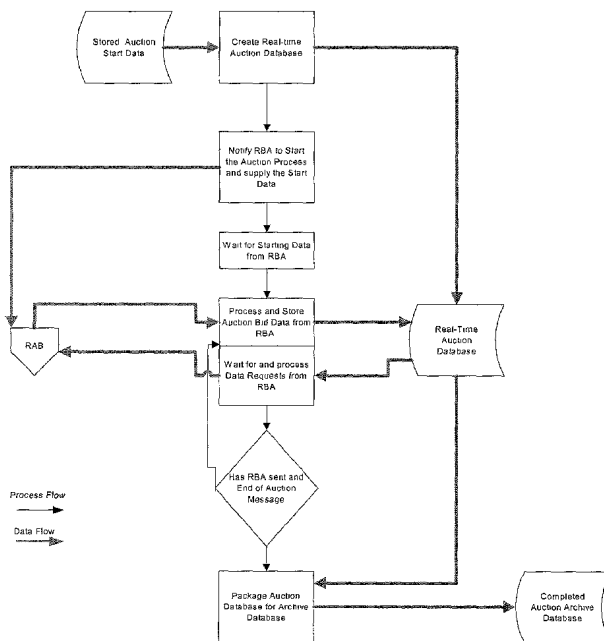 Stored Auction
Start Data
Create Real-time
Auction Database
Notify RBA to Start
the Auction Process
and supply the Start
Data
Wait for Starting Data
from RBA
Process and Store
Auction Bid Data from
RBA
RAB
Real-Time
Auction
Database
Wait for and process
Data Requests from
RBA
Has RBA sent and
End of Auction
Message
Process Flow
Data Flow
Package Auction
Database for Archive
Database
Completed
Auction Archive
Database